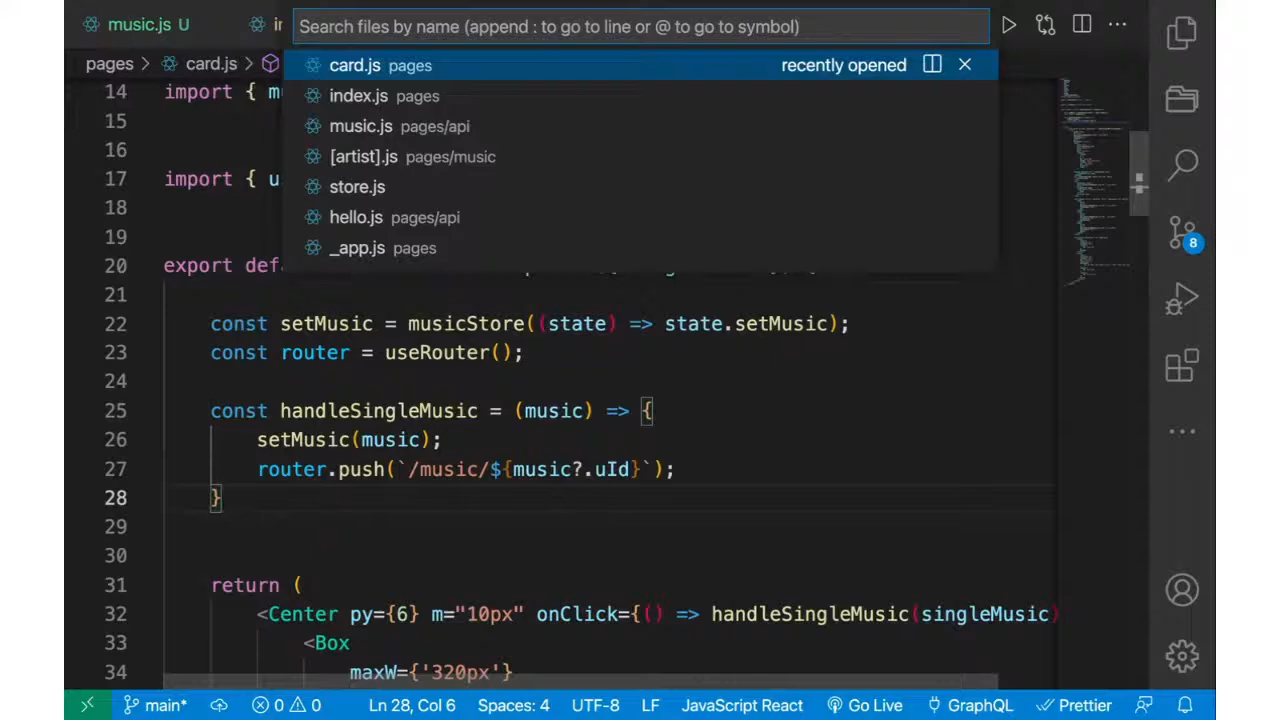 music.js U
Search files by name (append : to go to line or @ to go to symbol)
pages > card.js >
card.js pages recently opened
index.js pages
music.js pages/api
[artist].js pages/music
store.js
hello.js pages/api
_app.js pages
14 import { m
15
16
17 import { u
18
19
20 export def
21
22 const setMusic = musicStore((state) => state.setMusic);
23 const router = useRouter();
24
25 const handleSingleMusic = (music) => {
26 setMusic(music);
27 router.push(`/music/${music?.uId}`);
28 }
29
30
31 return (
32 <Center py={6} m="10px" onClick={() => handleSingleMusic(singleMusic)
33 <Box
34 maxW={'320px'}
8
main* 0 0 Ln 28, Col 6 Spaces: 4 UTF-8 LF JavaScript React Go Live GraphQL Prettier